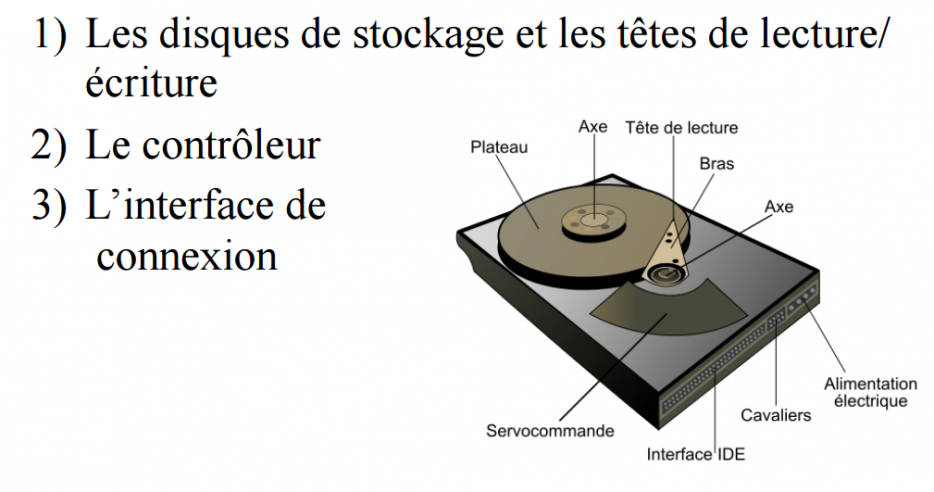 1) Les disques de stockage et les têtes de lecture/
écriture
2) Le contrôleur
3) L’interface de
connexion
Axe
Tête de lecture
Plateau
Bras
Axe
Alimentation
électrique
Cavaliers
Servocommande
Interface IDE